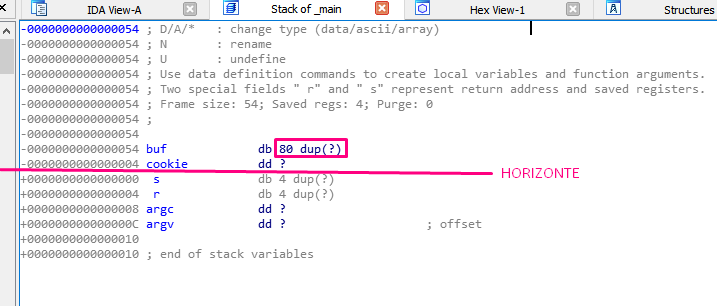 IDA View-A Stack of _main Hex View-1 Structures
-0000000000000054 ; D/A/* : change type (data/ascii/array)
-0000000000000054 ; N : rename
-0000000000000054 ; U : undefine
-0000000000000054 ; Use data definition commands to create local variables and function arguments.
-0000000000000054 ; Two special fields " r" and " s" represent return address and saved registers.
-0000000000000054 ; Frame size: 54; Saved regs: 4; Purge: 0
-0000000000000054 ;
-0000000000000054
-0000000000000054 buf db 80 dup(?)
-0000000000000004 cookie dd ?
+0000000000000000 s db 4 dup(?)
+0000000000000004 r db 4 dup(?)
+0000000000000008 argc dd ?
+000000000000000C argv dd ? ; offset
+0000000000000010
+0000000000000010 ; end of stack variables
HORIZONTE